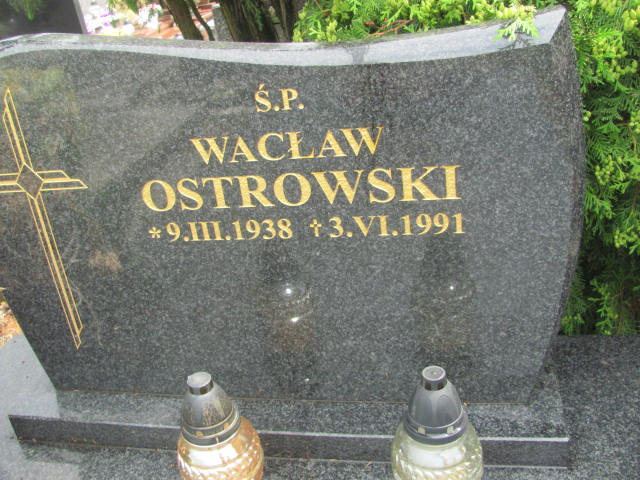 Ś.P.
WACŁAW
OSTROWSKI
*9.III.1938 †3.VI.1991